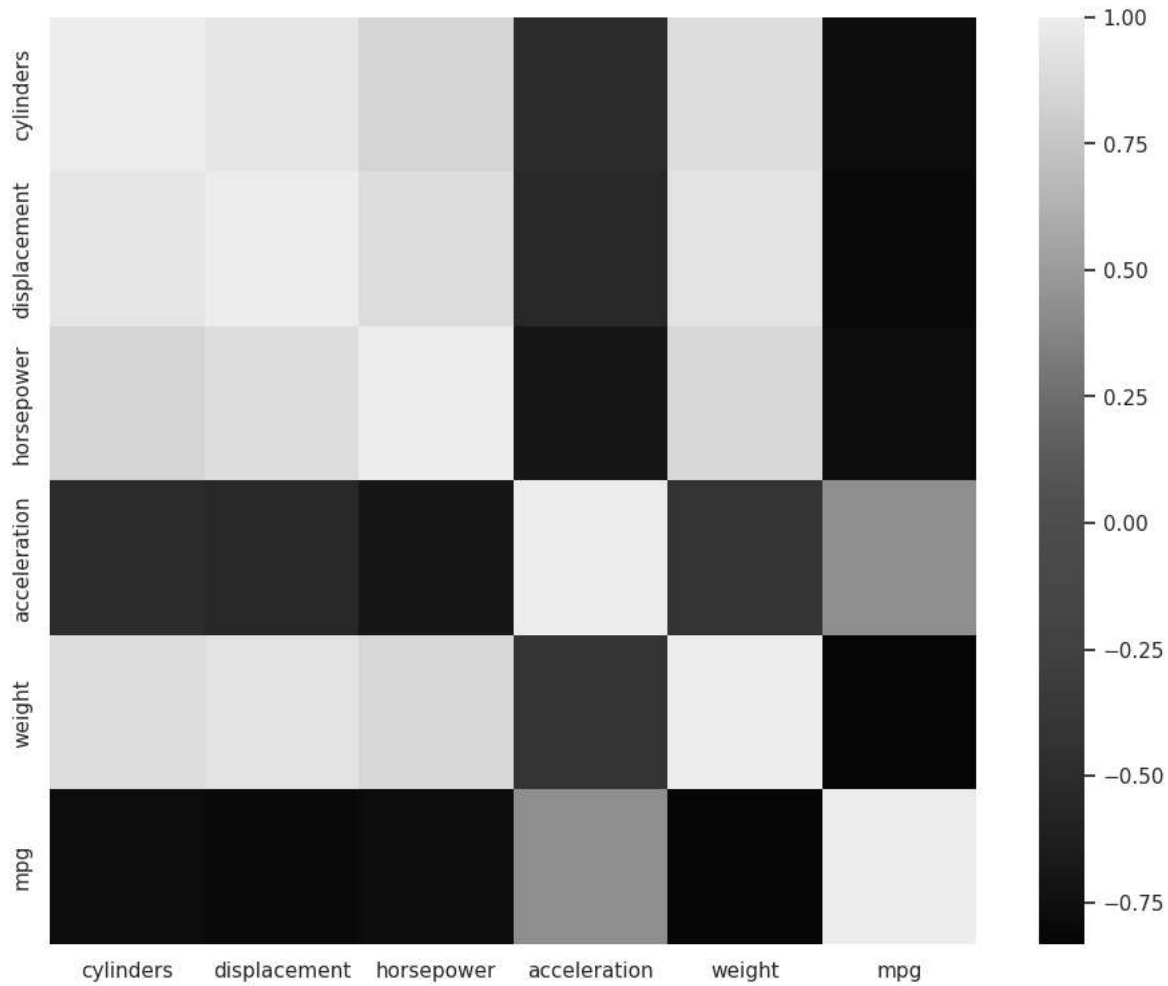 cylinders
displacement
horsepower
acceleration
weight
mpg
cylinders displacement horsepower acceleration weight mpg
1.00
0.75
0.50
0.25
0.00
−0.25
−0.50
−0.75